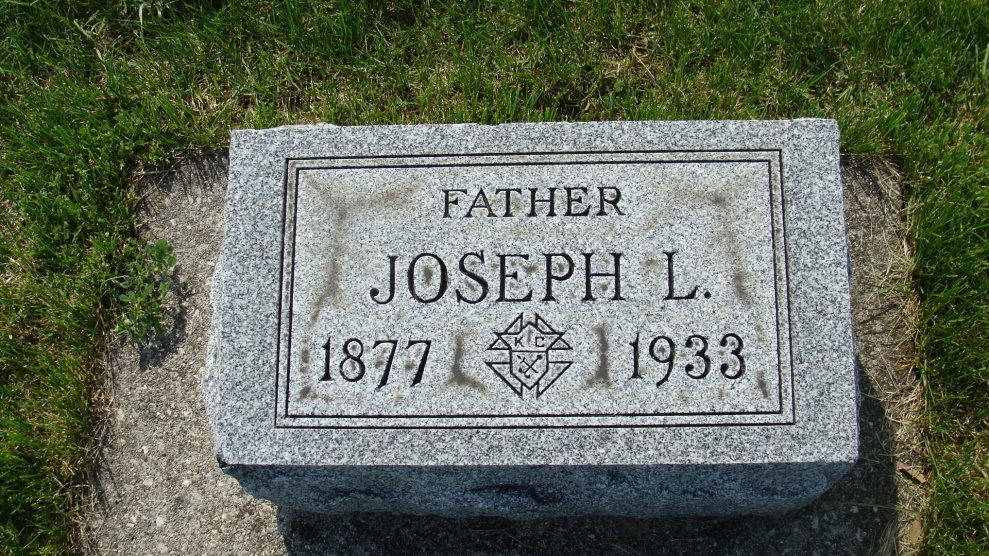 FATHER
JOSEPH L.
K C
1877 1933